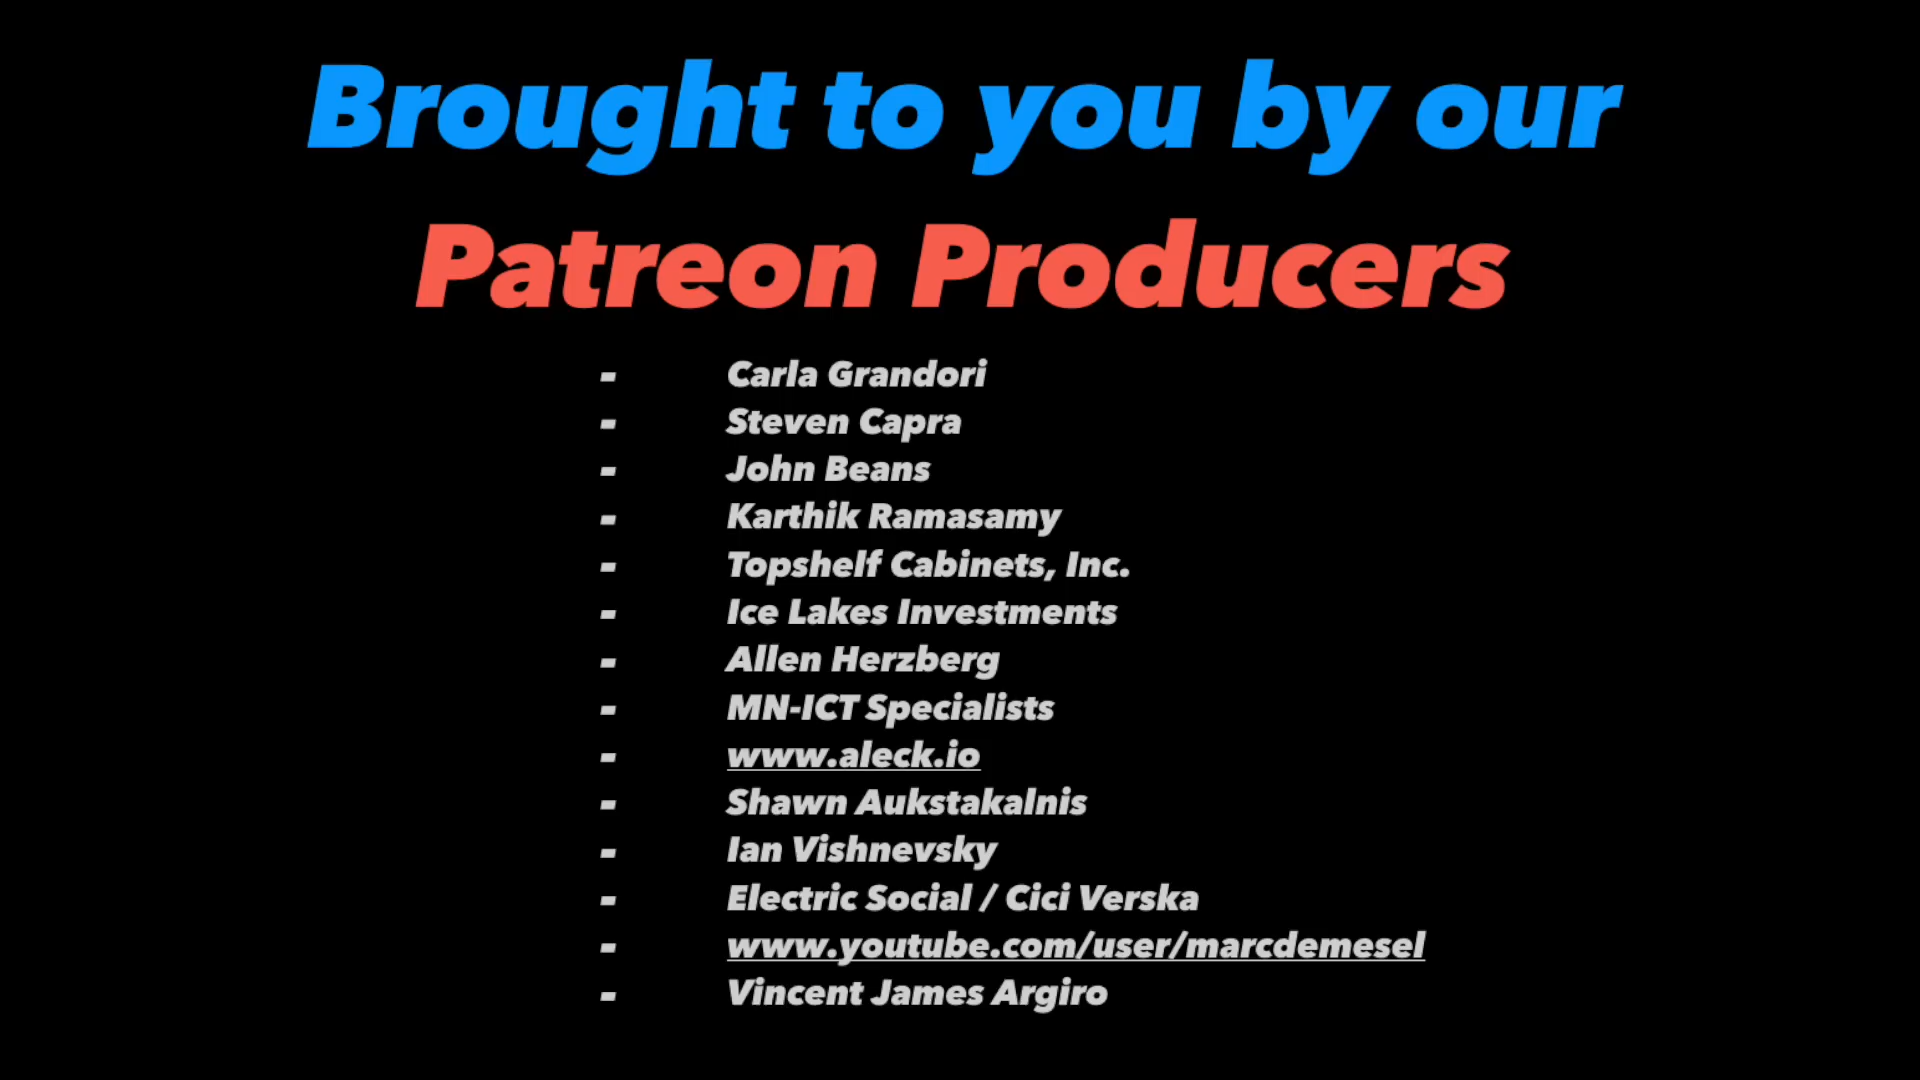 Brought to you by our
Patreon Producers
- Carla Grandori
- Steven Capra
- John Beans
- Karthik Ramasamy
- Topshelf Cabinets, Inc.
- Ice Lakes Investments
- Allen Herzberg
- MN-ICT Specialists
- www.aleck.io
- Shawn Aukstakalnis
- Ian Vishnevsky
- Electric Social / Cici Verska
- www.youtube.com/user/marcdemesel
- Vincent James Argiro